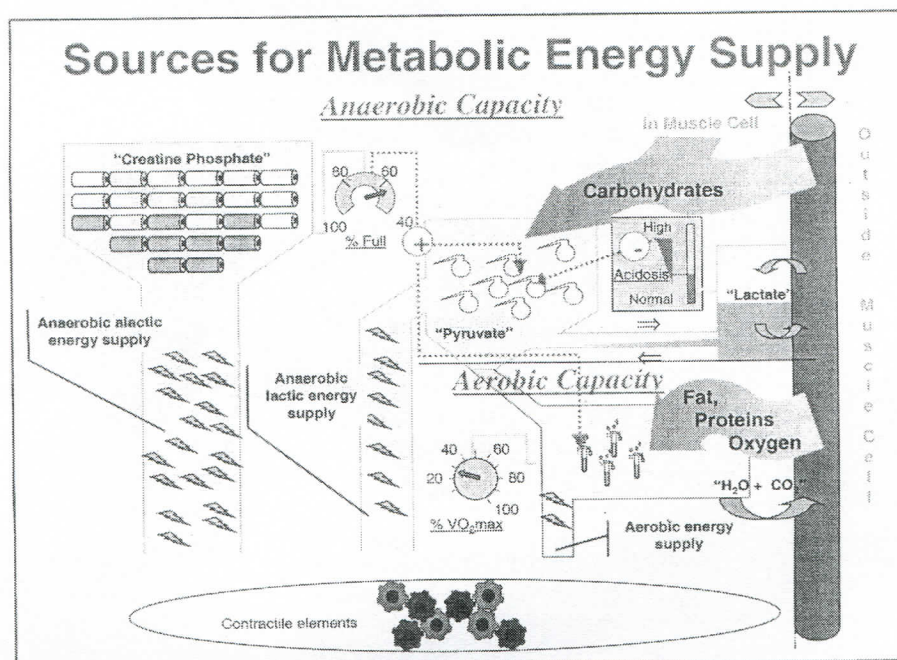 Sources for Metabolic Energy Supply
Anaerobic Capacity
in Muscle Cell
"Creatine Phosphate"
80
60
100
40
% Full
+
Carbohydrates
High
-
Acidosis
Normal
"Lactate"
"Pyruvate"
Anaerobic alactic
energy supply
Anaerobic
lactic energy
supply
Aerobic Capacity
Fat,
Proteins
Oxygen
40
60
20
80
100
% VO2max
"H2O + CO2"
Aerobic energy
supply
Contractile elements
Outside Muscle Cell